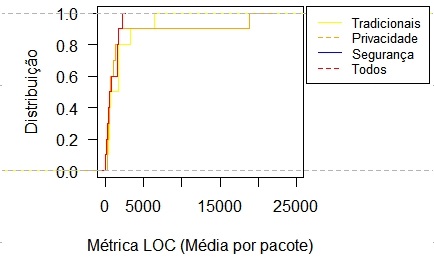 1.0
0.8
0.6
0.4
0.2
0.0
Distribuição
0 5000 15000 25000
Métrica LOC (Média por pacote)
Tradicionais
Privacidade
Segurança
Todos